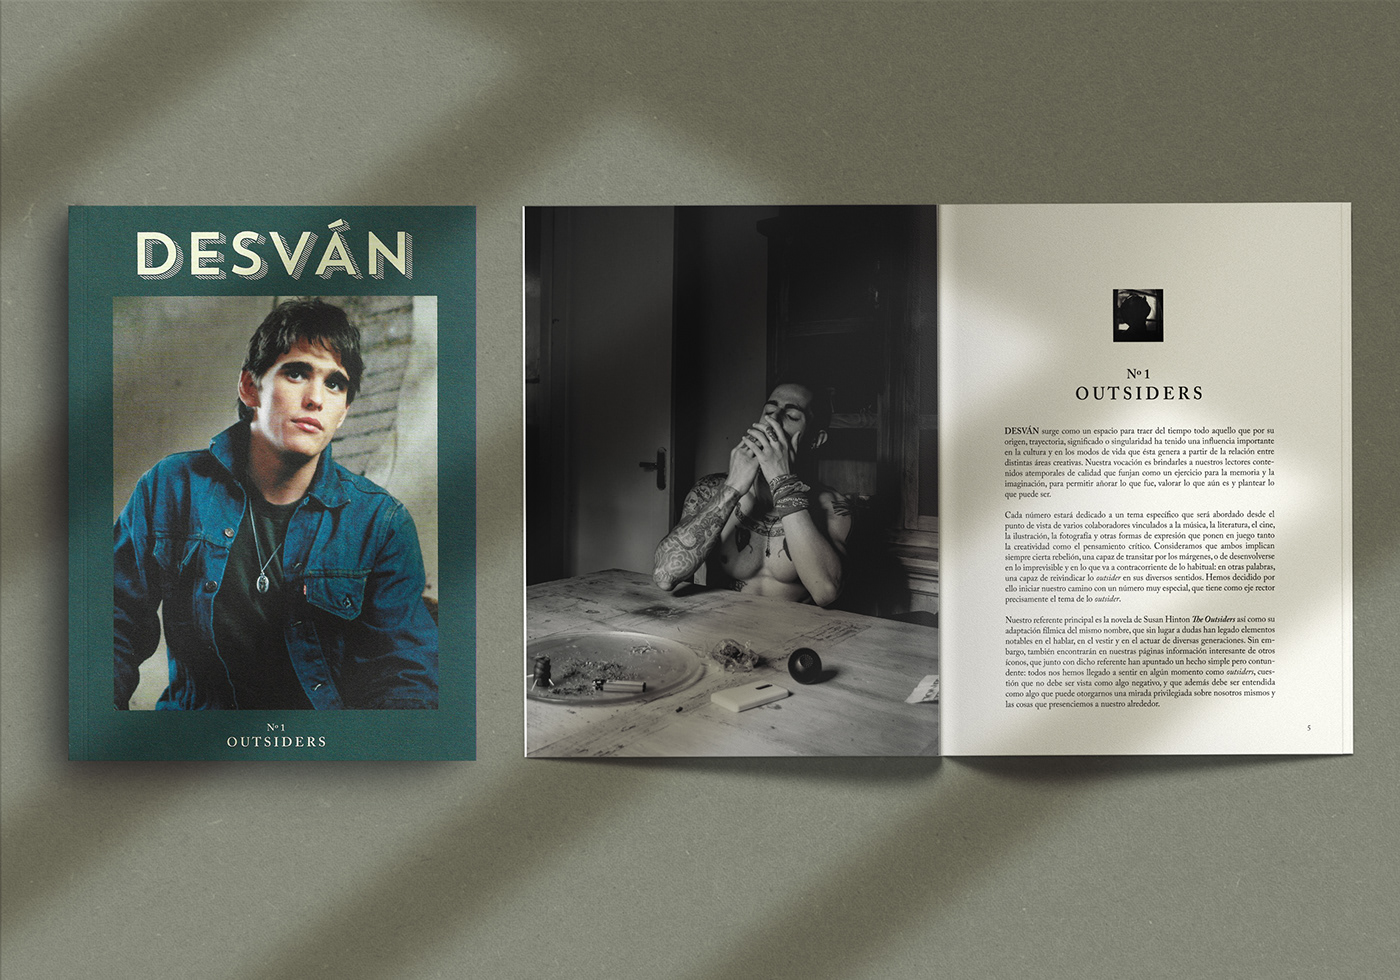 DESVÁN
Nº 1
OUTSIDERS
Nº 1
OUTSIDERS
DESVÁN surge como un espacio para traer del tiempo todo aquello que por su
origen, trayectoria, significado o singularidad ha tenido una influencia importante
en la cultura y en los modos de vida que ésta genera a partir de la relación entre
distintas áreas creativas. Nuestra vocación es brindarles a nuestros lectores conte-
nidos atemporales de calidad que funjan como un ejercicio para la memoria y la
imaginación, para permitir añorar lo que fue, valorar lo que aún es y plantear lo
que puede ser.
Cada número estará dedicado a un tema específico que será abordado desde el
punto de vista de varios colaboradores vinculados a la música, la literatura, el cine,
la ilustración, la fotografía y otras formas de expresión que ponen en juego tanto
la creatividad como el pensamiento crítico. Consideramos que ambos implican
siempre cierta rebelión, una capaz de transitar por los márgenes, o de desenvolverse
en lo imprevisible y en lo que va a contracorriente de lo habitual: en otras palabras,
una capaz de reivindicar lo outsider en sus diversos sentidos. Hemos decidido por
ello iniciar nuestro camino con un número muy especial, que tiene como eje rector
precisamente el tema de lo outsider.
Nuestro referente principal es la novela de Susan Hinton The Outsiders así como su
adaptación fílmica del mismo nombre, que sin lugar a dudas han legado elementos
notables en el hablar, en el vestir y en el actuar de diversas generaciones. Sin em-
bargo, también encontrarán en nuestras páginas información interesante de otros
íconos, que junto con dicho referente han apuntado un hecho simple pero contun-
dente: todos nos hemos llegado a sentir en algún momento como outsiders, cues-
tión que no debe ser vista como algo negativo, y que además debe ser entendida
como algo que puede otorgarnos una mirada privilegiada sobre nosotros mismos y
las cosas que presenciemos a nuestro alrededor.
5